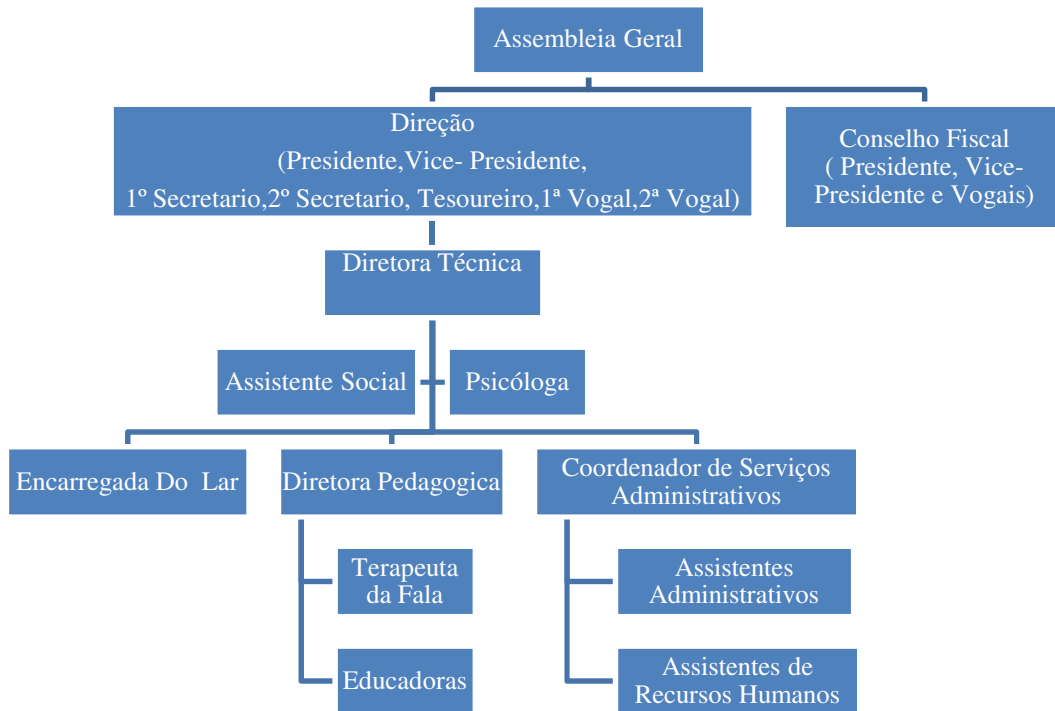 Assembleia Geral
Direção
(Presidente,Vice- Presidente,
1º Secretario,2º Secretario, Tesoureiro,1ª Vogal,2ª Vogal)
Conselho Fiscal
( Presidente, Vice-
Presidente e Vogais)
Diretora Técnica
Assistente Social
Psicóloga
Encarregada Do Lar
Diretora Pedagogica
Coordenador de Serviços
Administrativos
Terapeuta
da Fala
Assistentes
Administrativos
Educadoras
Assistentes de
Recursos Humanos